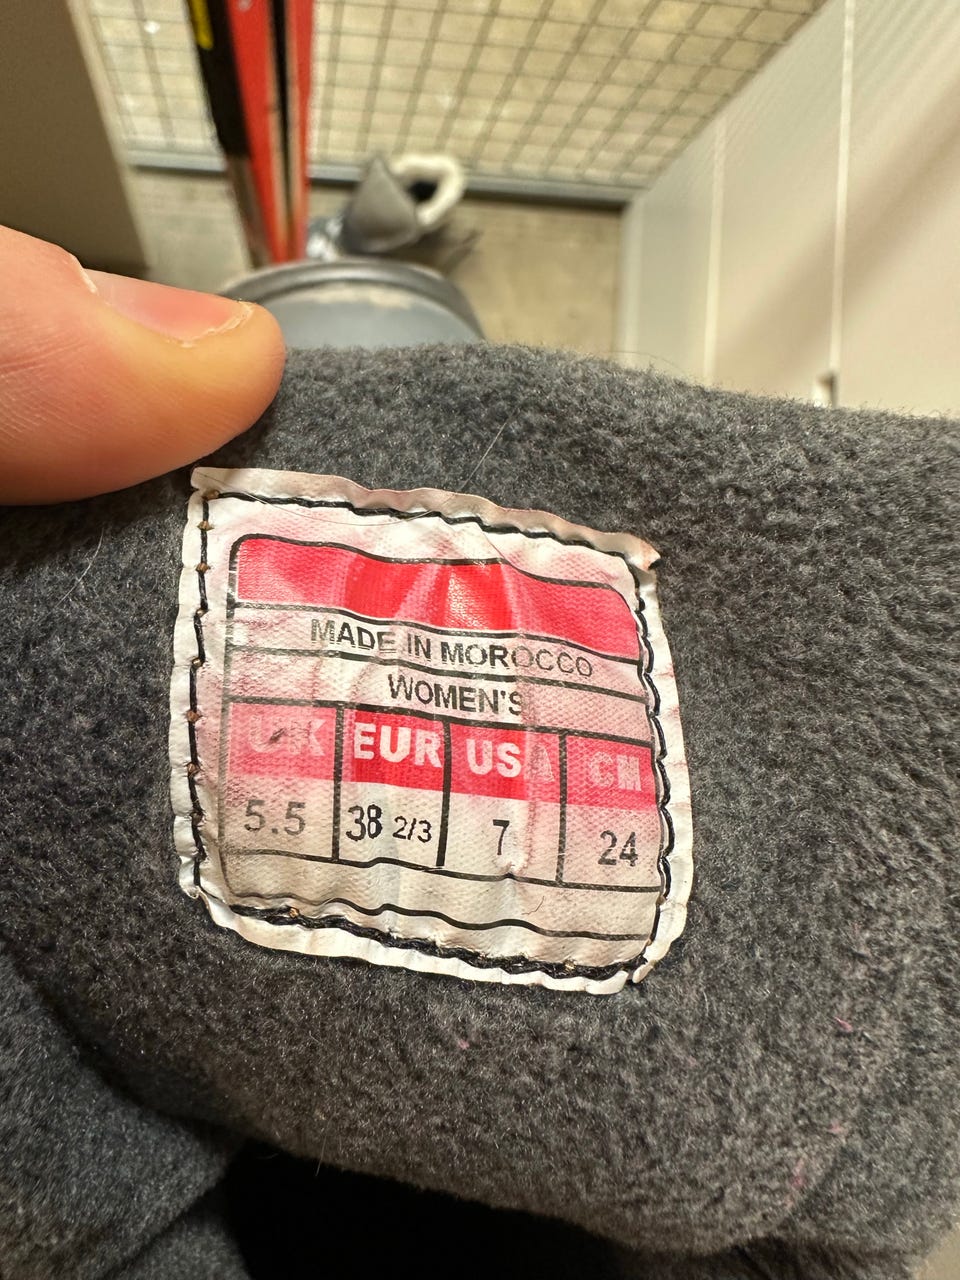 MADE IN MOROCCO
WOMEN'S
UK EUR USA CM
5.5 38 2/3 7 24